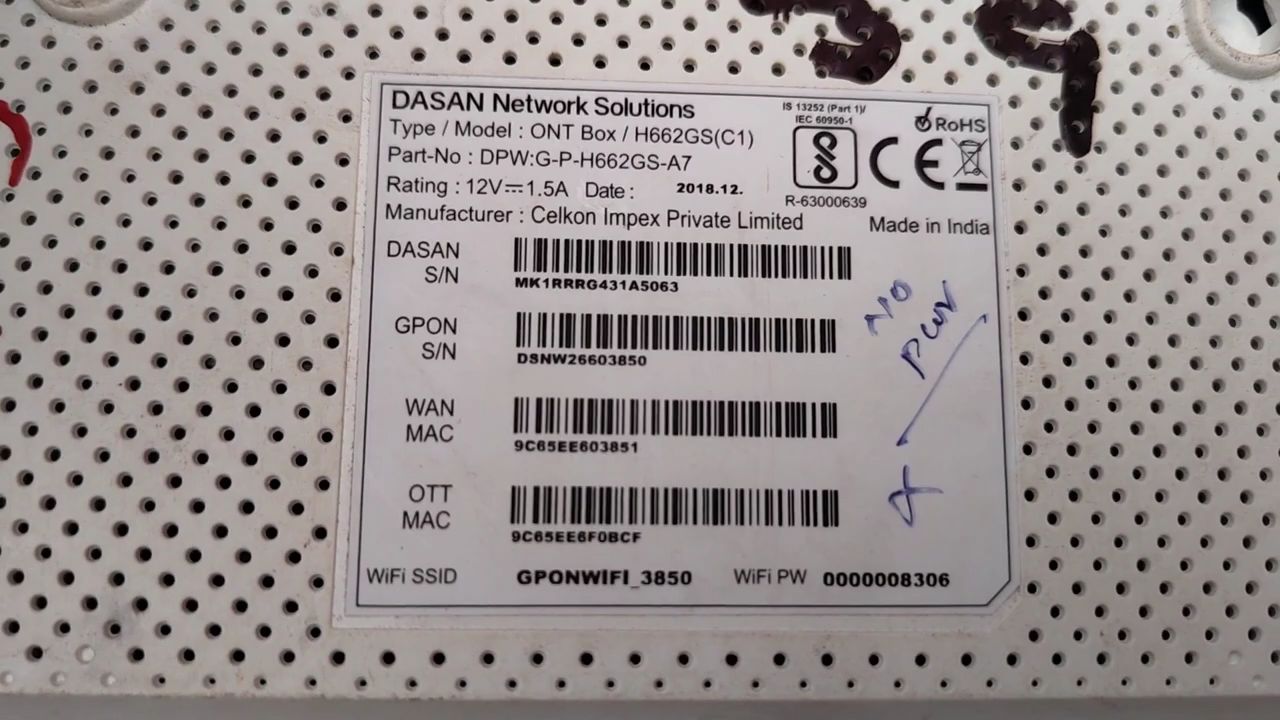 DASAN Network Solutions
Type / Model : ONT Box / H662GS(C1)
Part-No : DPW:G-P-H662GS-A7
Rating : 12V⎓1.5A Date : 2018.12.
Manufacturer : Celkon Impex Private Limited
IS 13252 (Part 1)/
IEC 60950-1
R-63000639
RoHS
CE
Made in India
DASAN S/N
MK1RRRG431A5063
GPON S/N
DSNW26603850
WAN MAC
9C65EE603851
OTT MAC
9C65EE6F0BCF
WiFi SSID GPONWIFI_3850 WiFi PW 0000008306
NO